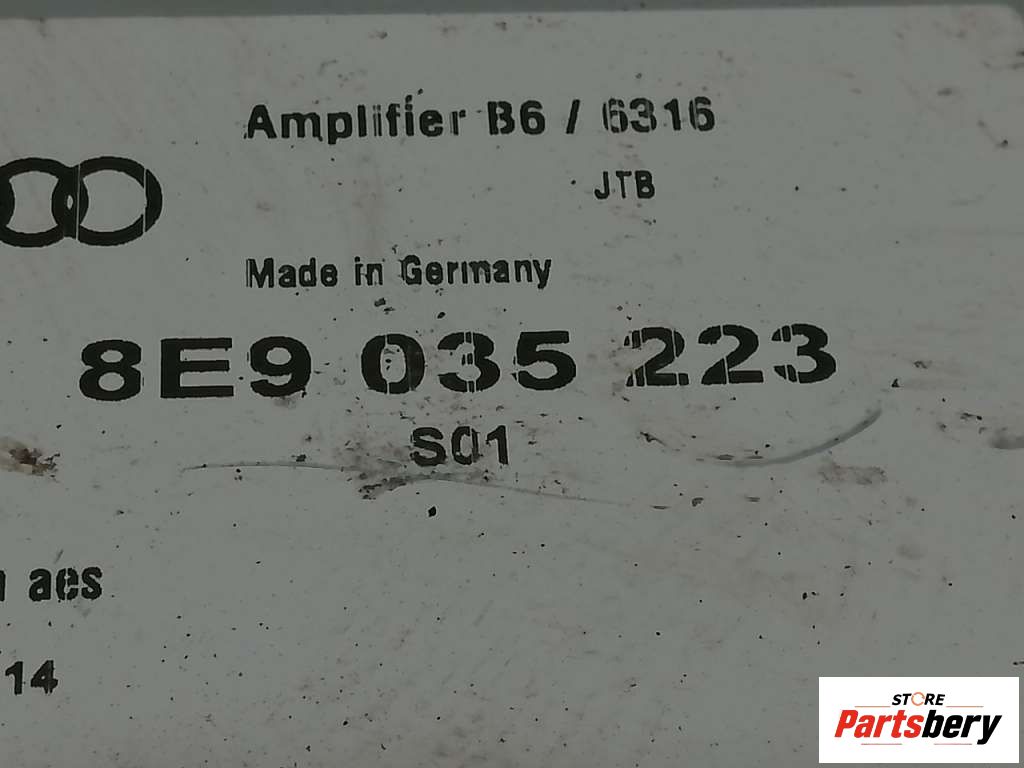 Amplifier B6 / 6316
JTB
Made in Germany
8E9 035 223
S01
aes
14
STORE
Partsbery